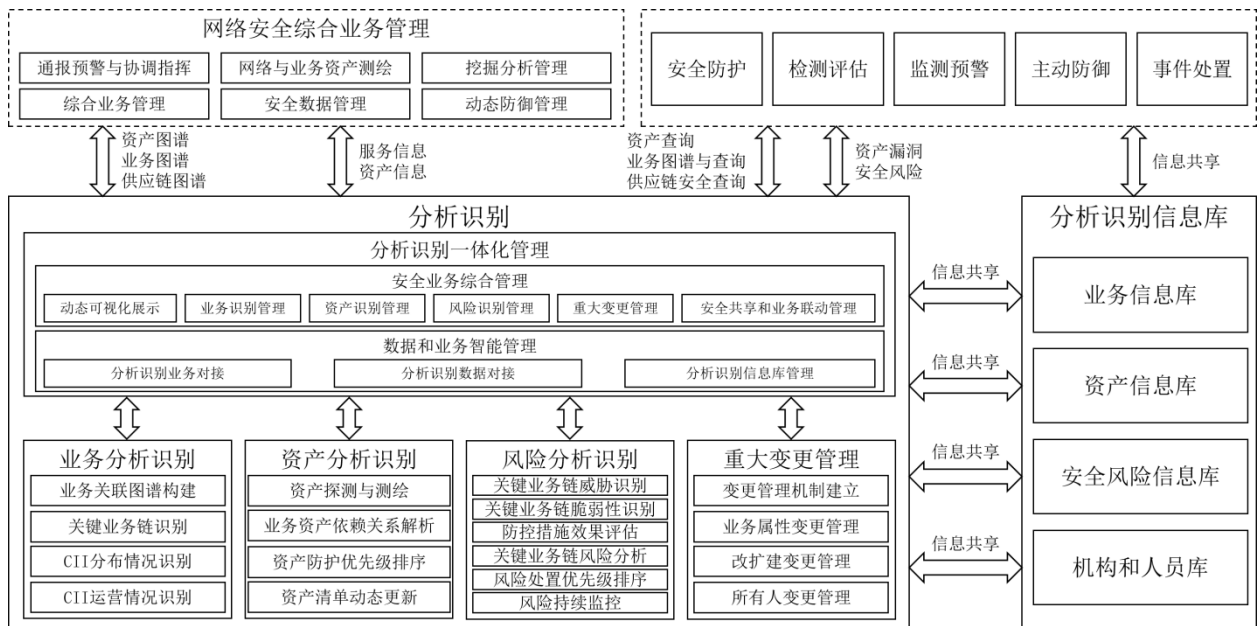 网络安全综合业务管理
通报预警与协调指挥
网络与业务资产测绘
挖掘分析管理
综合业务管理
安全数据管理
动态防御管理
安全防护
检测评估
监测预警
主动防御
事件处置
资产图谱
业务图谱
供应链图谱
服务信息
资产信息
资产查询
业务图谱与查询
供应链安全查询
资产漏洞
安全风险
信息共享
分析识别
分析识别一体化管理
安全业务综合管理
动态可视化展示
业务识别管理
资产识别管理
风险识别管理
重大变更管理
安全共享和业务联动管理
数据和业务智能管理
分析识别业务对接
分析识别数据对接
分析识别信息库管理
业务分析识别
业务关联图谱构建
关键业务链识别
CII分布情况识别
CII运营情况识别
资产分析识别
资产探测与测绘
业务资产依赖关系解析
资产防护优先级排序
资产清单动态更新
风险分析识别
关键业务链威胁识别
关键业务链脆弱性识别
防控措施效果评估
关键业务链风险分析
风险处置优先级排序
风险持续监控
重大变更管理
变更管理机制建立
业务属性变更管理
改扩建变更管理
所有人变更管理
信息共享
信息共享
信息共享
信息共享
分析识别信息库
业务信息库
资产信息库
安全风险信息库
机构和人员库